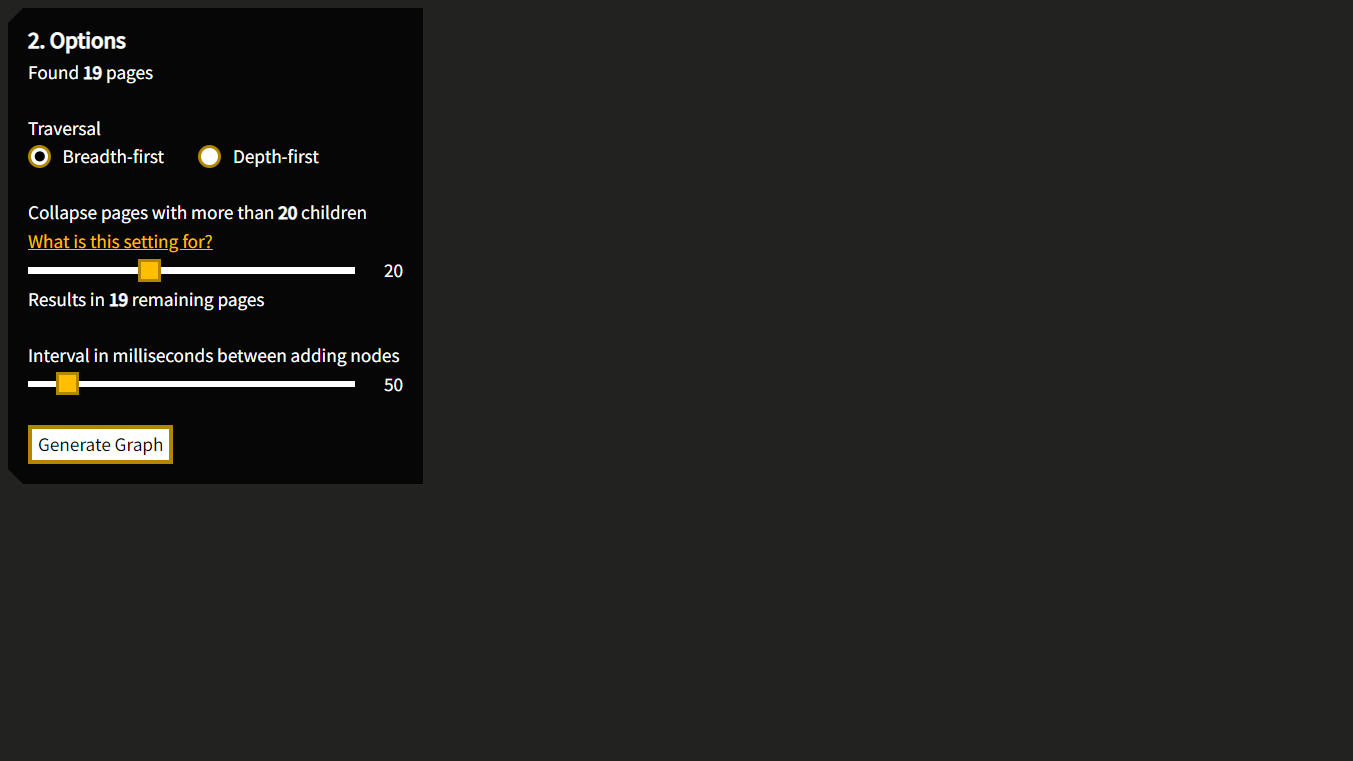 2. Options
Found 19 pages
Traversal
Breadth-first Depth-first
Collapse pages with more than 20 children
What is this setting for?
20
Results in 19 remaining pages
Interval in milliseconds between adding nodes
50
Generate Graph